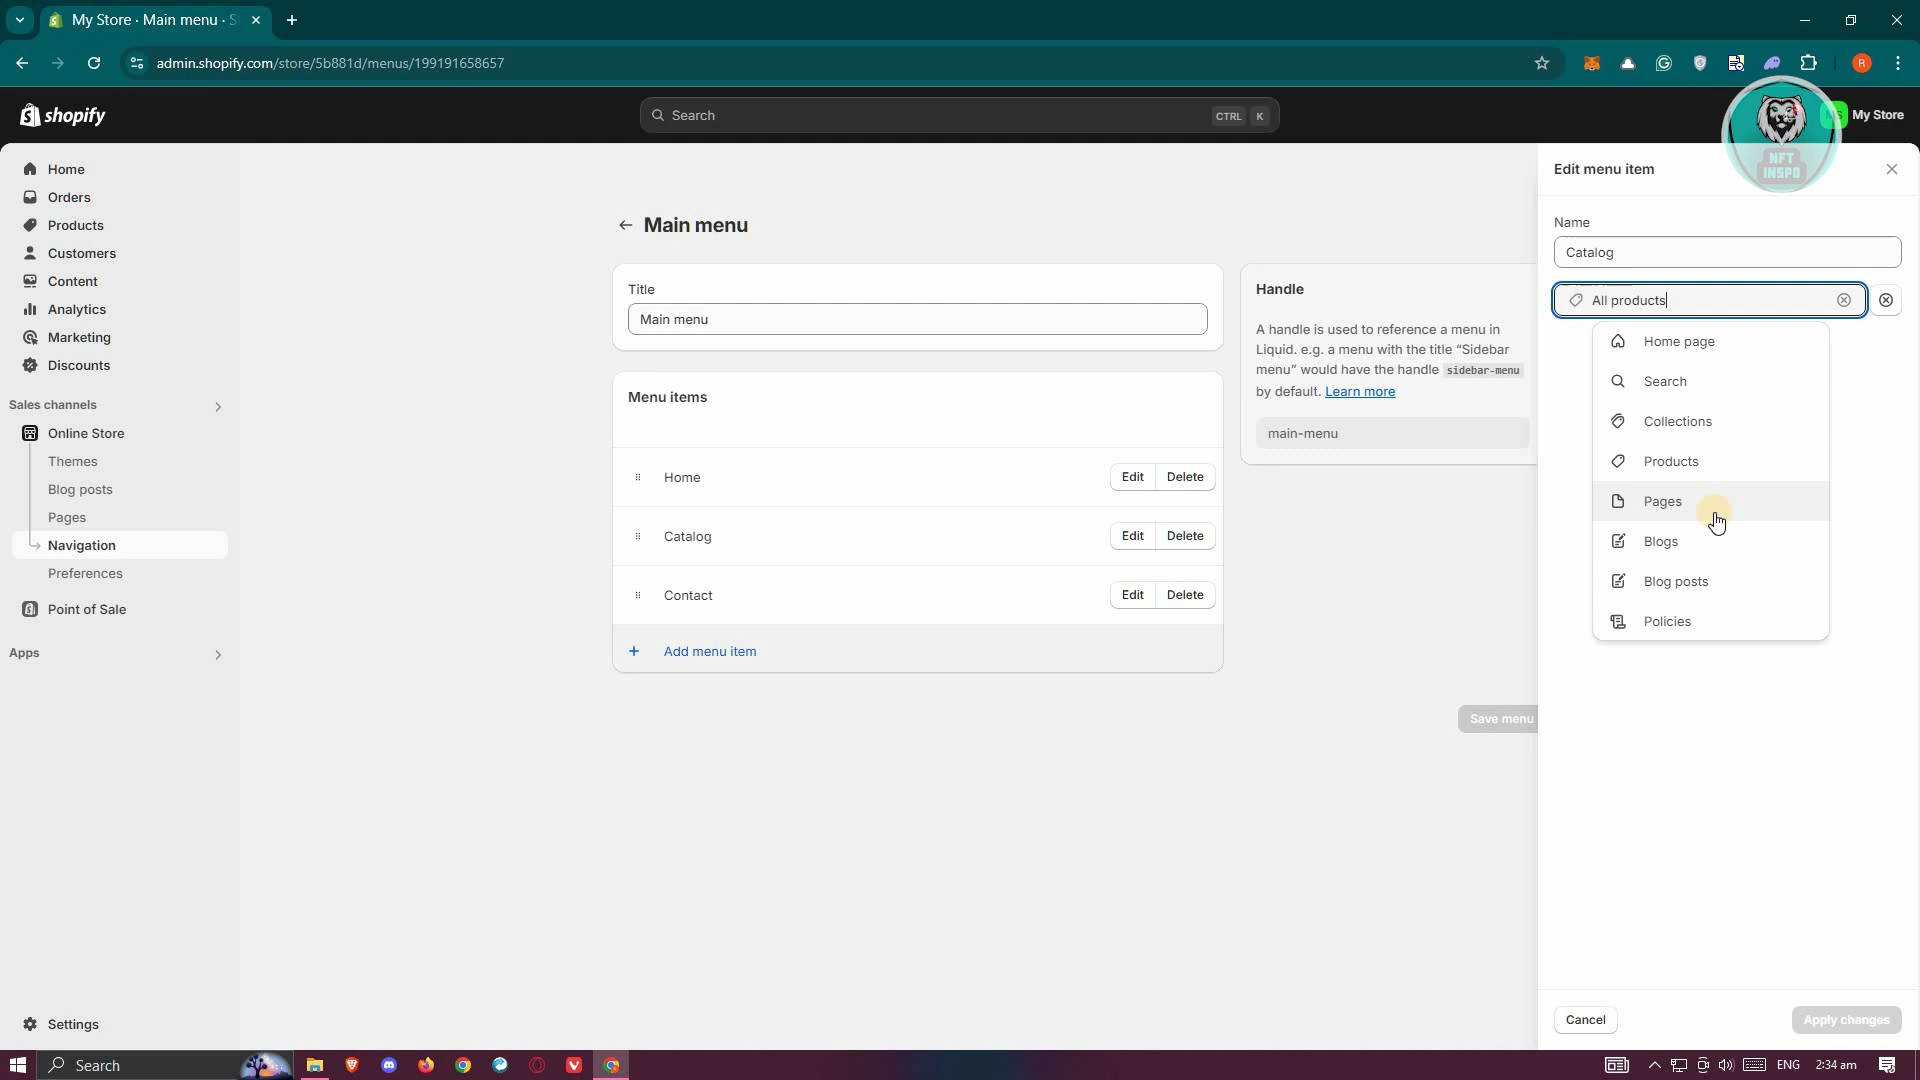 My Store · Main menu · S
admin.shopify.com/store/5b881d/menus/199191658657
R
shopify
Search
CTRL K
My Store
NFT
INSPO
Home
Orders
Products
Customers
Content
Analytics
Marketing
Discounts
Sales channels
Online Store
Themes
Blog posts
Pages
Navigation
Preferences
Point of Sale
Apps
Settings
Main menu
Title
Main menu
Menu items
Home
Edit
Delete
Catalog
Edit
Delete
Contact
Edit
Delete
Add menu item
Handle
A handle is used to reference a menu in
Liquid. e.g. a menu with the title “Sidebar
menu” would have the handle sidebar-menu
by default. Learn more
main-menu
Save menu
Edit menu item
Name
Catalog
All products
Home page
Search
Collections
Products
Pages
Blogs
Blog posts
Policies
Cancel
Apply changes
Search
ENG
2:34 am